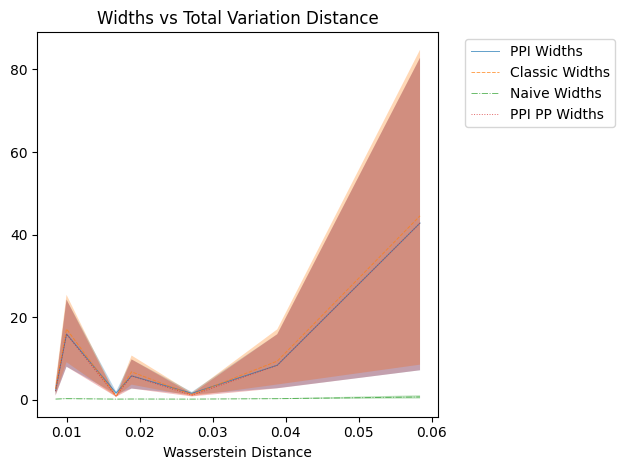 Widths vs Total Variation Distance
80
60
40
20
0
0.01
0.02
0.03
0.04
0.05
0.06
Wasserstein Distance
PPI Widths
Classic Widths
Naive Widths
PPI PP Widths